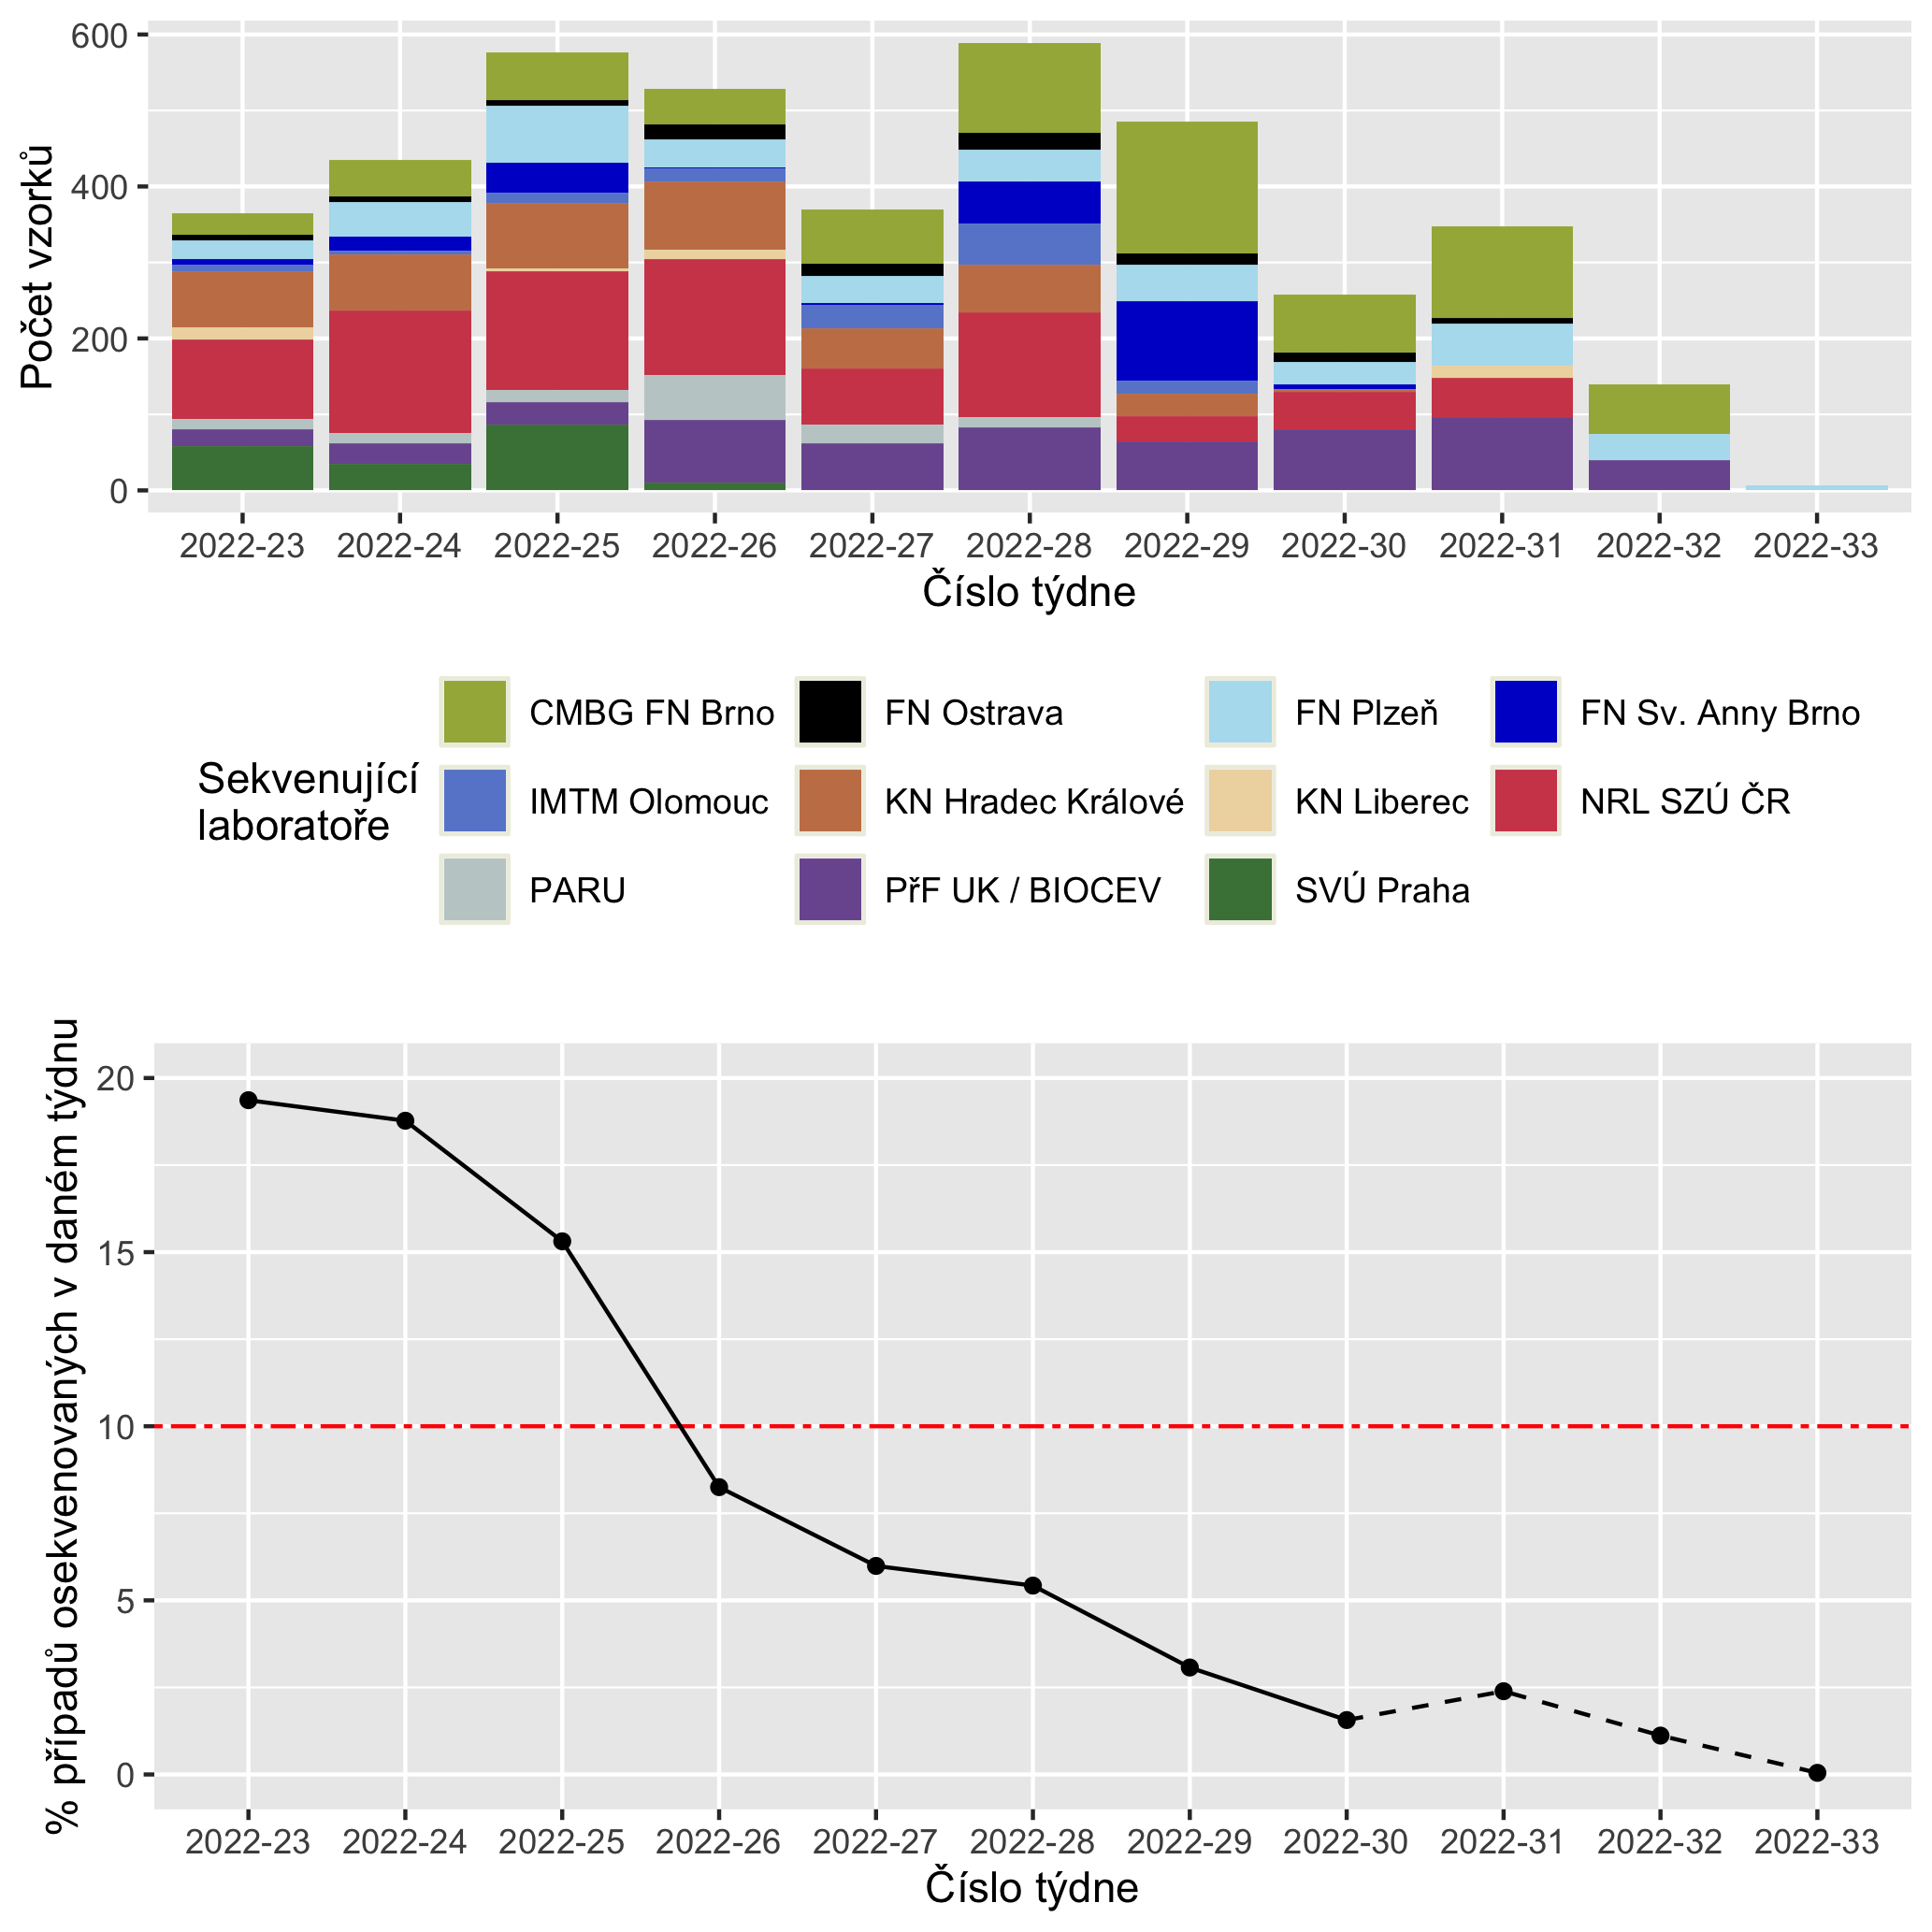 Počet vzorků
600
400
200
0
2022-23 2022-24 2022-25 2022-26 2022-27 2022-28 2022-29 2022-30 2022-31 2022-32 2022-33
Číslo týdne
Sekvenující
laboratoře
CMBG FN Brno FN Ostrava FN Plzeň FN Sv. Anny Brno
IMTM Olomouc KN Hradec Králové KN Liberec NRL SZÚ ČR
PARU PřF UK / BIOCEV SVÚ Praha
% případů osekvenovaných v daném týdnu
20
15
10
5
0
2022-23 2022-24 2022-25 2022-26 2022-27 2022-28 2022-29 2022-30 2022-31 2022-32 2022-33
Číslo týdne